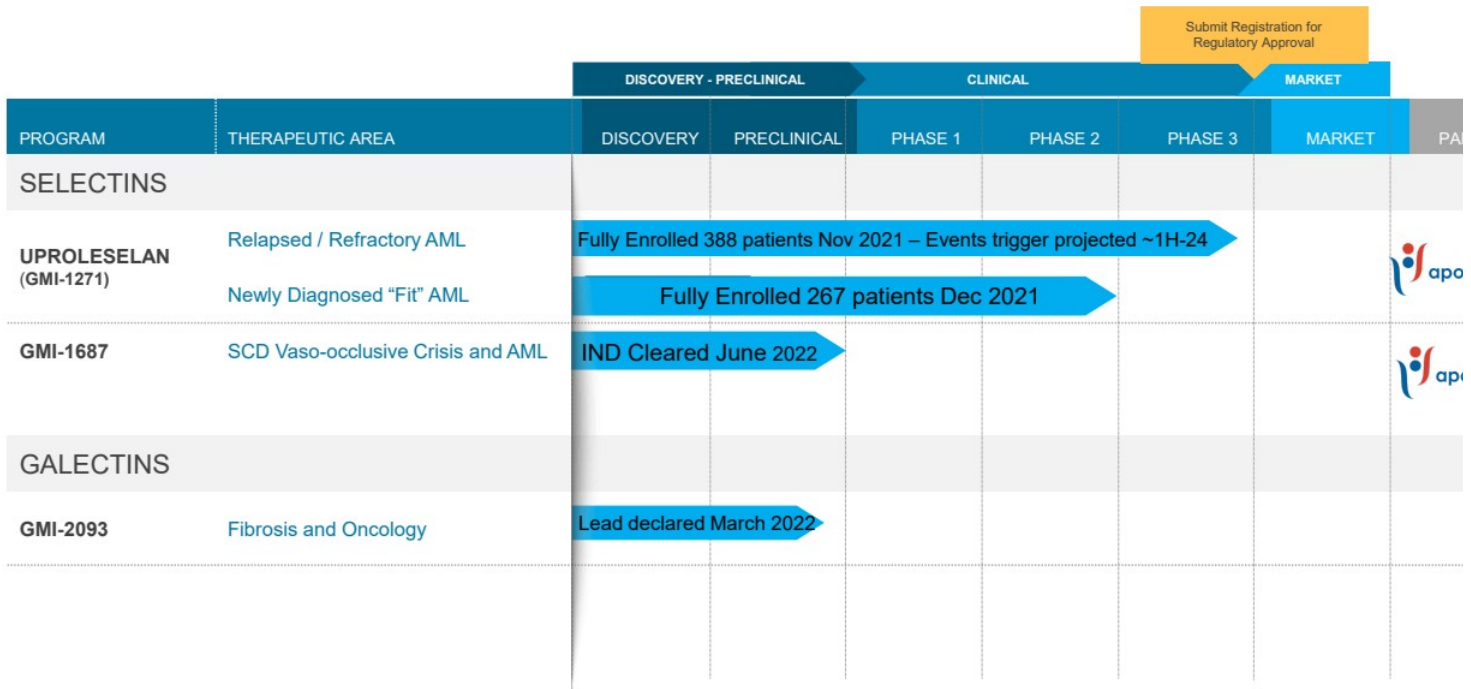 Submit Registration for
Regulatory Approval
DISCOVERY - PRECLINICAL CLINICAL MARKET
PROGRAM THERAPEUTIC AREA DISCOVERY PRECLINICAL PHASE 1 PHASE 2 PHASE 3 MARKET
SELECTINS
UPROLESELAN
(GMI-1271)
Relapsed / Refractory AML Fully Enrolled 388 patients Nov 2021 – Events trigger projected ~1H-24
Newly Diagnosed “Fit” AML Fully Enrolled 267 patients Dec 2021
apo
GMI-1687 SCD Vaso-occlusive Crisis and AML IND Cleared June 2022
GALECTINS
GMI-2093 Fibrosis and Oncology Lead declared March 2022